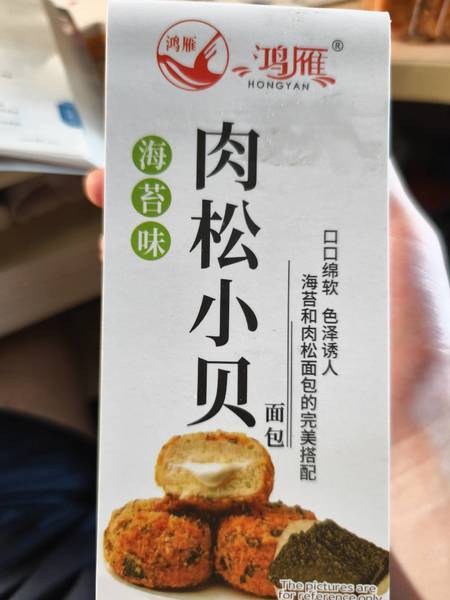 鸿雁
鸿雁®
HONGYAN
海苔味
肉松小贝
面包
口口绵软 色泽诱人
海苔和肉松面包的完美搭配
The pictures are
for reference only